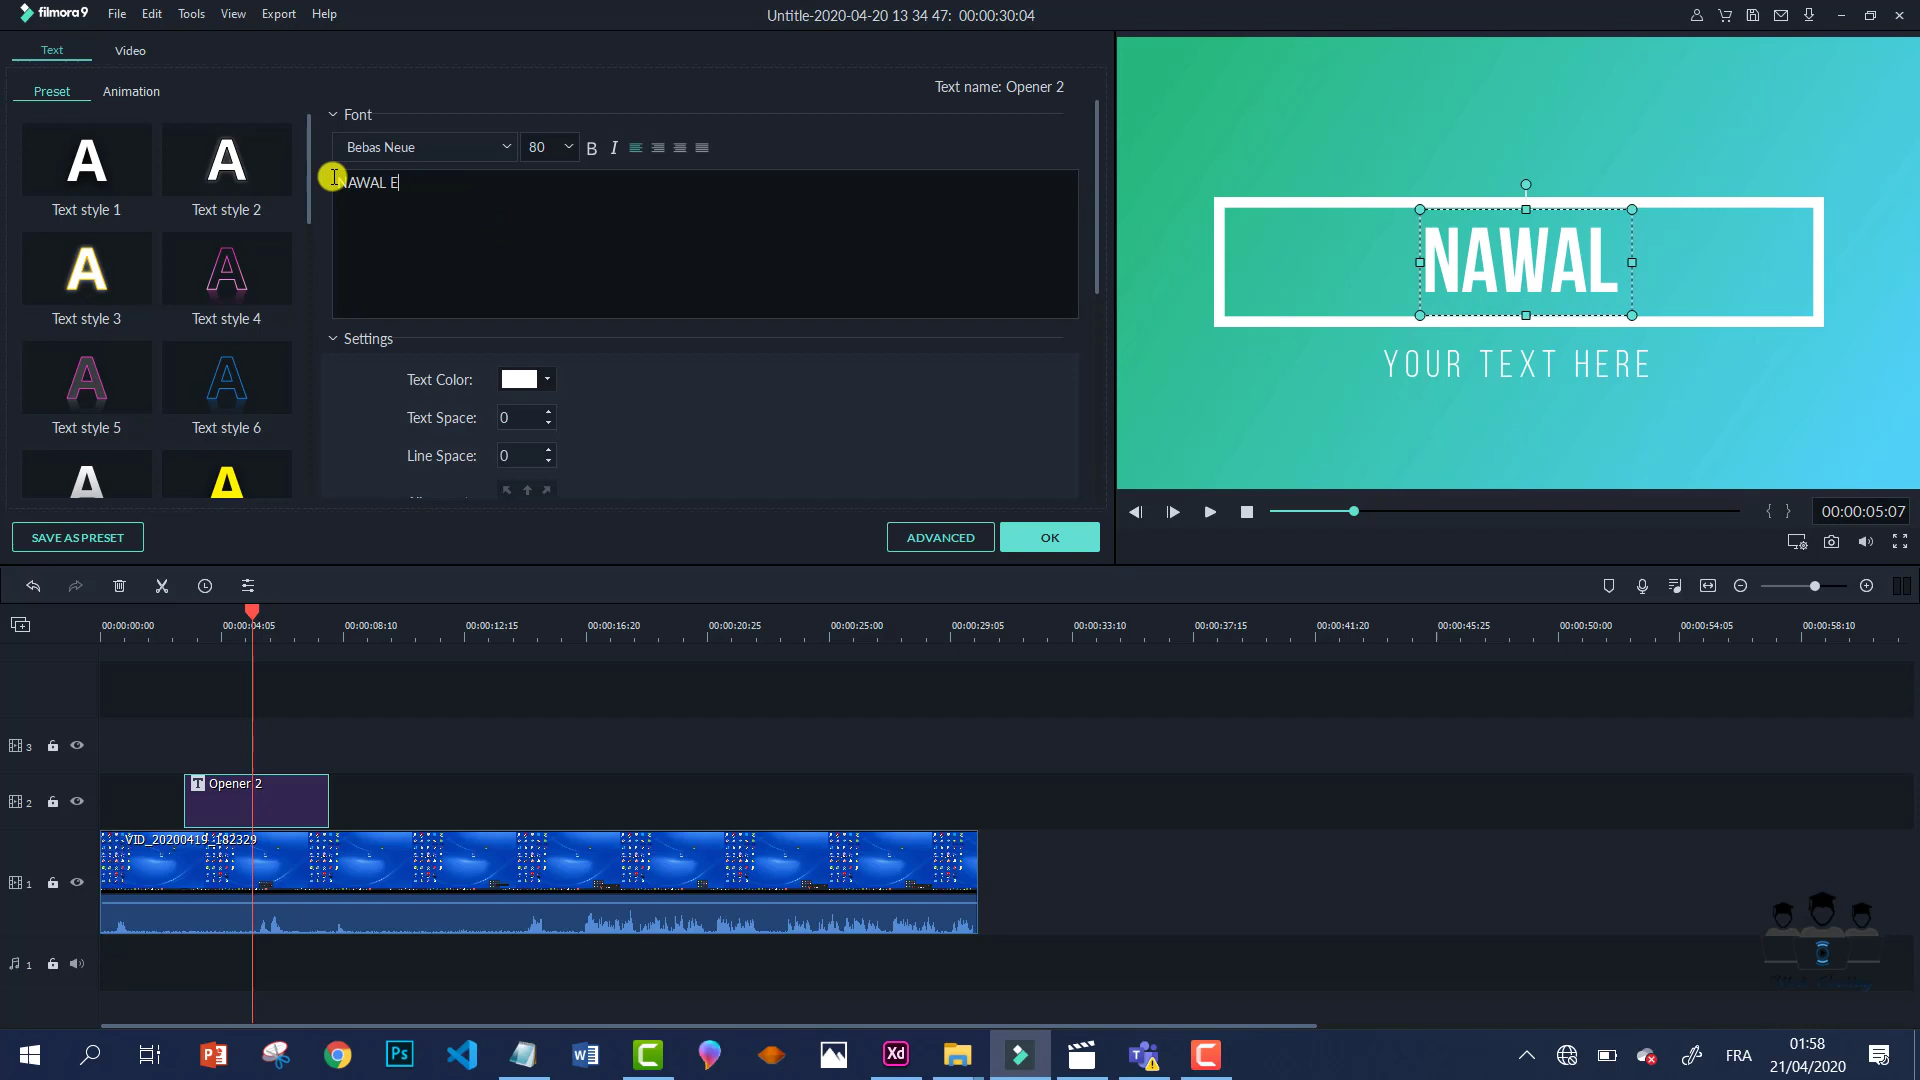 filmora9 File Edit Tools View Export Help
Untitle-2020-04-20 13 34 47: 00:00:30:04
Text Video
Preset Animation
Text name: Opener 2
Font
Bebas Neue 80 B I
NAWAL E
Text style 1
Text style 2
Text style 3
Text style 4
Text style 5
Text style 6
Settings
Text Color:
Text Space: 0
Line Space: 0
SAVE AS PRESET
ADVANCED
OK
NAWAL
YOUR TEXT HERE
{ } 00:00:05:07
00:00:00:00 00:00:04:05 00:00:08:10 00:00:12:15 00:00:16:20 00:00:20:25 00:00:25:00 00:00:29:05 00:00:33:10 00:00:37:15 00:00:41:20 00:00:45:25 00:00:50:00 00:00:54:05 00:00:58:10
3
2
T Opener 2
1
VID_20200419_182329
1
Ps
Xd
FRA
01:58
21/04/2020